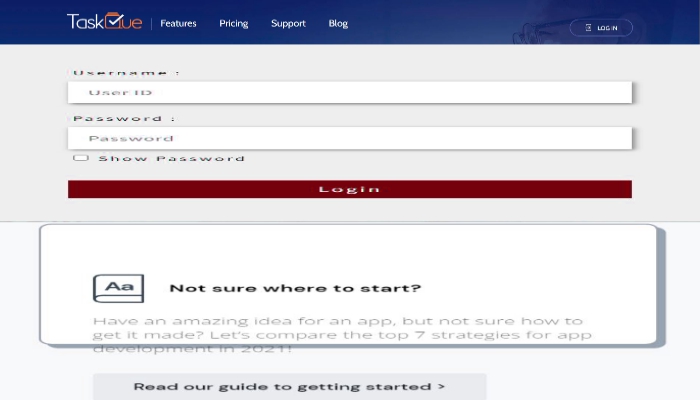 TaskQue Features Pricing Support Blog LOG IN
Username :
User ID
Password :
Password
Show Password
Login
Aa Not sure where to start?
Have an amazing idea for an app, but not sure how to
get it made? Let's compare the top 7 strategies for app
development in 2021!
Read our guide to getting started >